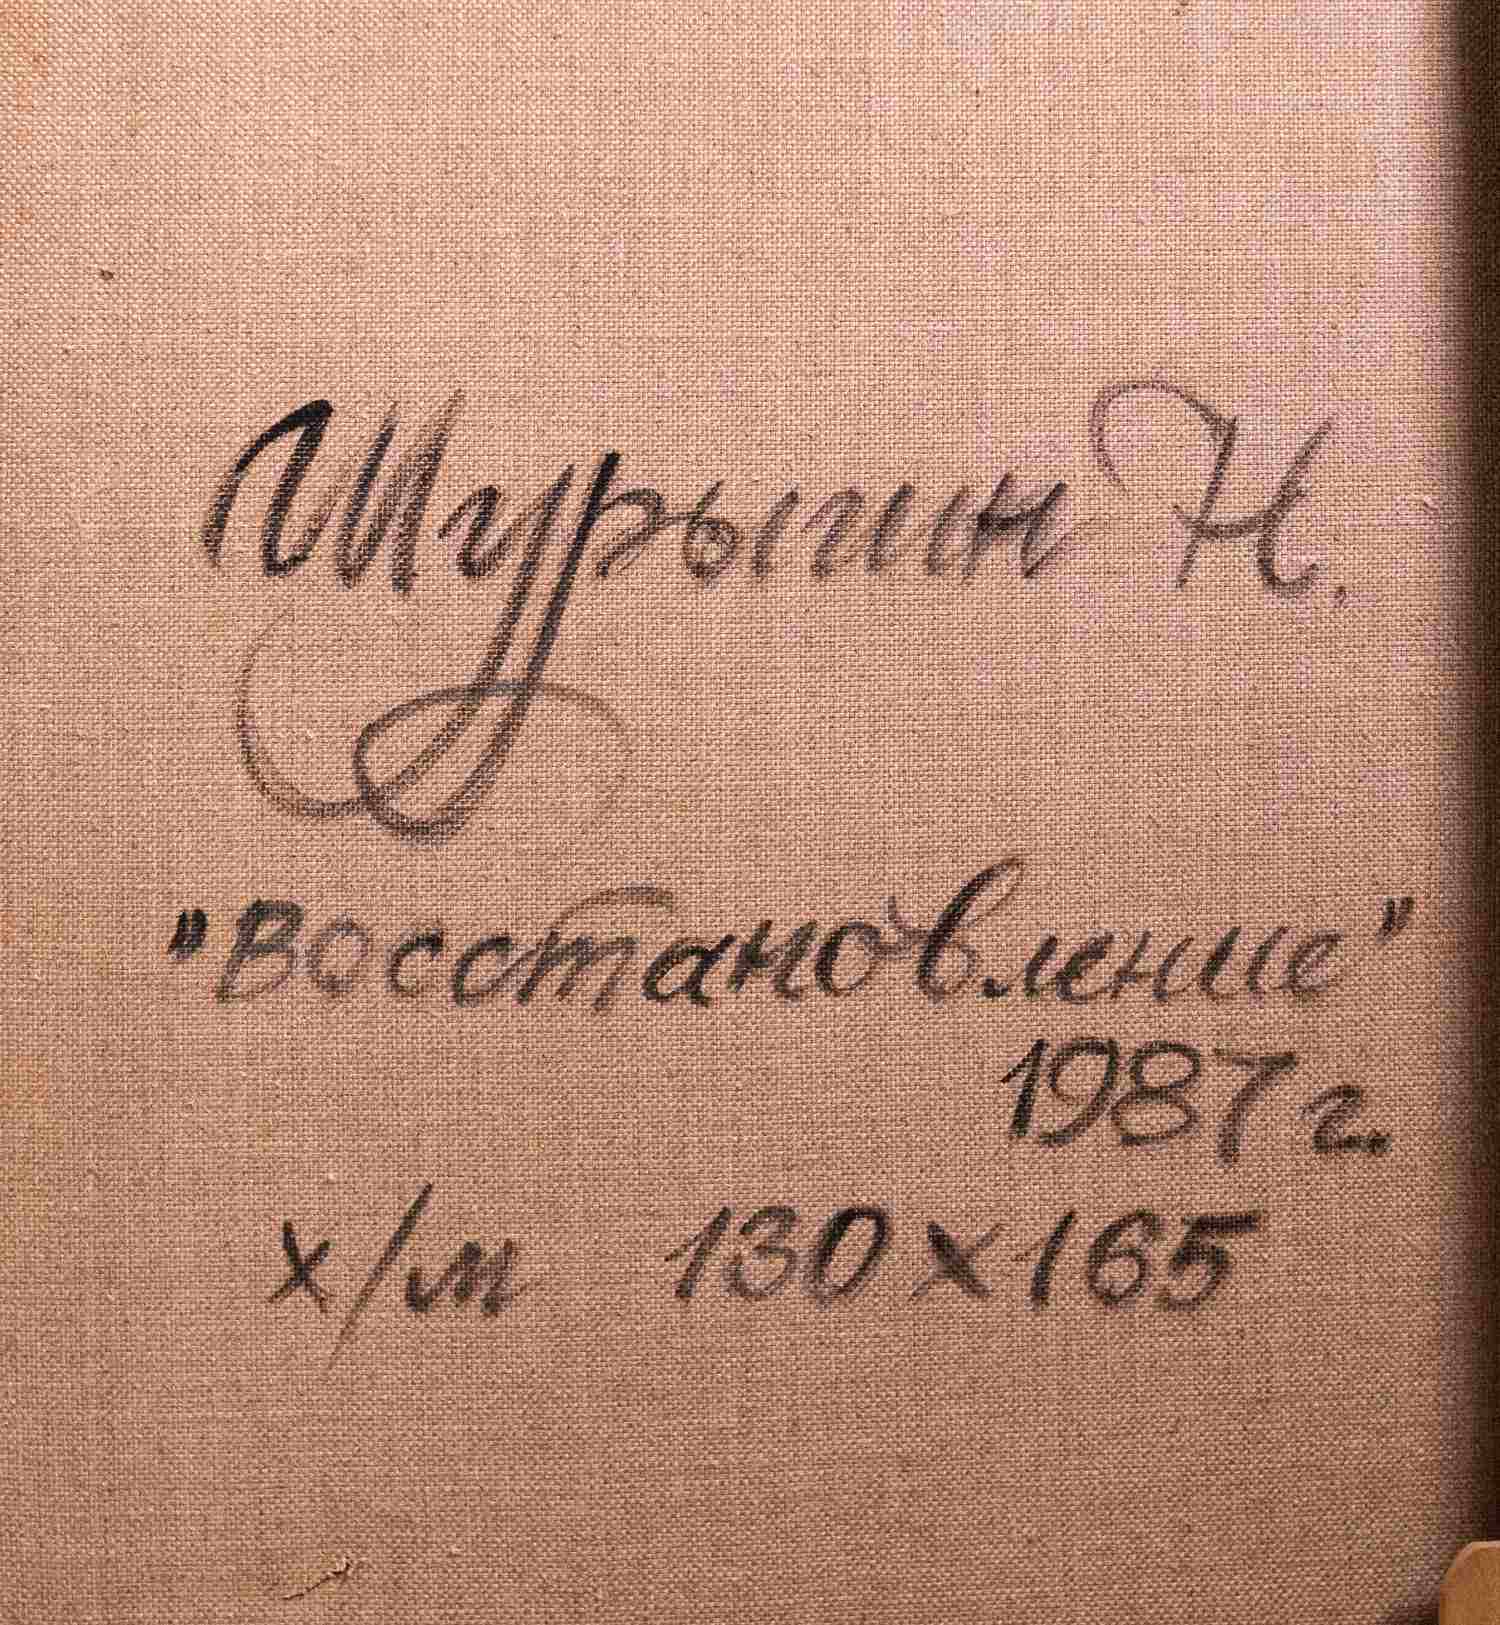 Шурыгин Н.
"Восстановление"
1987 г.
х/м 130 x 165